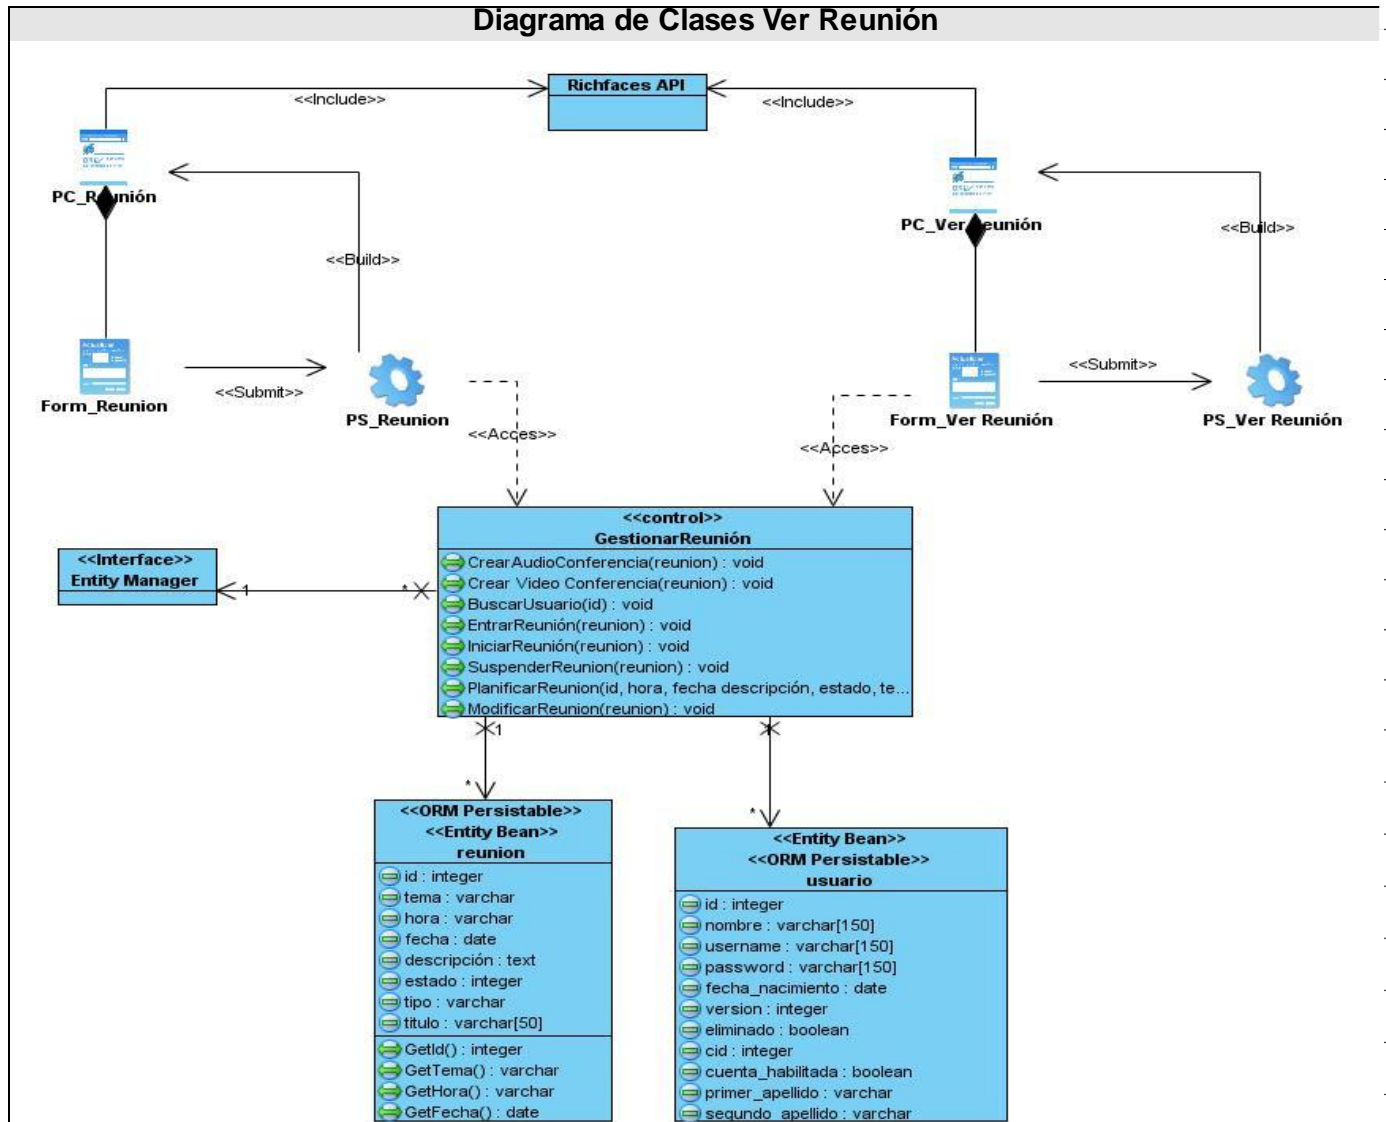 Diagrama de Clases Ver Reunión
Richfaces API
<<Include>>
<<Include>>
PC_Reunión
PC_Ver Reunión
<<Build>>
<<Build>>
Form_Reunion
<<Submit>>
PS_Reunion
Form_Ver Reunión
<<Submit>>
PS_Ver Reunión
<<Acces>>
<<Acces>>
<<Interface>>
Entity Manager
1
*
<<control>>
GestionarReunión
CrearAudioConferencia(reunion) : void
Crear Video Conferencia(reunion) : void
BuscarUsuario(id) : void
EntrarReunión(reunion) : void
IniciarReunión(reunion) : void
SuspenderReunion(reunion) : void
PlanificarReunion(id, hora, fecha descripción, estado, te...
ModificarReunion(reunion) : void
1
1
*
*
<<ORM Persistable>>
<<Entity Bean>>
reunion
id : integer
tema : varchar
hora : varchar
fecha : date
descripción : text
estado : integer
tipo : varchar
titulo : varchar[50]
GetId() : integer
GetTema() : varchar
GetHora() : varchar
GetFecha() : date
<<Entity Bean>>
<<ORM Persistable>>
usuario
id : integer
nombre : varchar[150]
username : varchar[150]
password : varchar[150]
fecha_nacimiento : date
version : integer
eliminado : boolean
cid : integer
cuenta_habilitada : boolean
primer_apellido : varchar
segundo_apellido : varchar